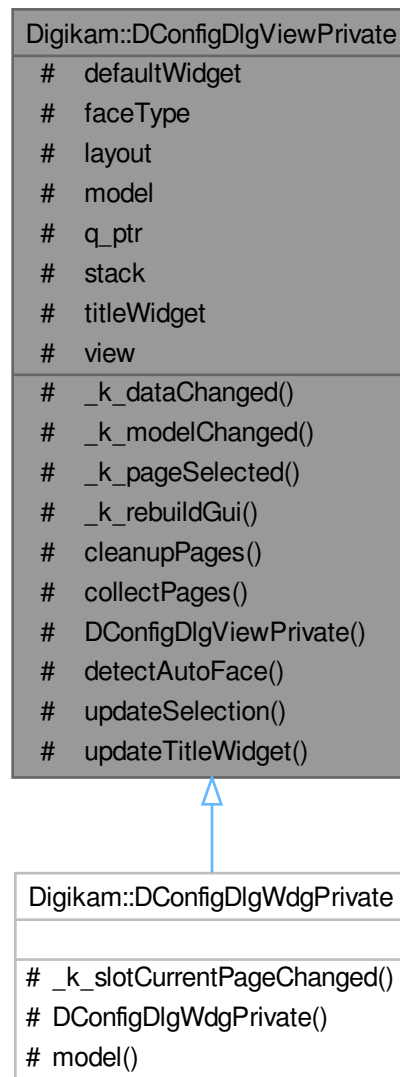 Digikam::DConfigDlgViewPrivate
# defaultWidget
# faceType
# layout
# model
# q_ptr
# stack
# titleWidget
# view
# _k_dataChanged()
# _k_modelChanged()
# _k_pageSelected()
# _k_rebuildGui()
# cleanupPages()
# collectPages()
# DConfigDlgViewPrivate()
# detectAutoFace()
# updateSelection()
# updateTitleWidget()
Digikam::DConfigDlgWdgPrivate
# _k_slotCurrentPageChanged()
# DConfigDlgWdgPrivate()
# model()